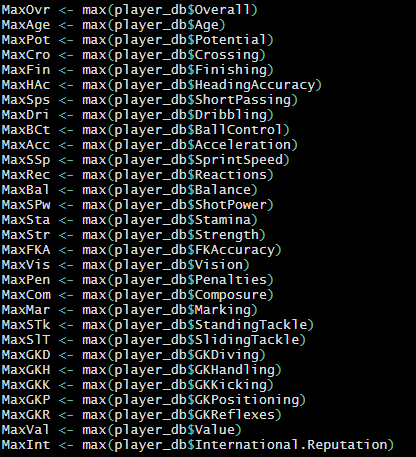 MaxOvr <- max(player_db$Overall)
MaxAge <- max(player_db$Age)
MaxPot <- max(player_db$Potential)
MaxCro <- max(player_db$Crossing)
MaxFin <- max(player_db$Finishing)
MaxHAc <- max(player_db$HeadingAccuracy)
MaxSps <- max(player_db$ShortPassing)
MaxDri <- max(player_db$Dribbling)
MaxBCt <- max(player_db$BallControl)
MaxAcc <- max(player_db$Acceleration)
MaxSSp <- max(player_db$SprintSpeed)
MaxRec <- max(player_db$Reactions)
MaxBal <- max(player_db$Balance)
MaxSPw <- max(player_db$ShotPower)
MaxSta <- max(player_db$Stamina)
MaxStr <- max(player_db$Strength)
MaxFKA <- max(player_db$FKAccuracy)
MaxVis <- max(player_db$Vision)
MaxPen <- max(player_db$Penalties)
MaxCom <- max(player_db$Composure)
MaxMar <- max(player_db$Marking)
MaxSTk <- max(player_db$StandingTackle)
MaxSlT <- max(player_db$SlidingTackle)
MaxGKD <- max(player_db$GKDiving)
MaxGKH <- max(player_db$GKHandling)
MaxGKK <- max(player_db$GKKicking)
MaxGKP <- max(player_db$GKPositioning)
MaxGKR <- max(player_db$GKReflexes)
MaxVal <- max(player_db$Value)
MaxInt <- max(player_db$International.Reputation)